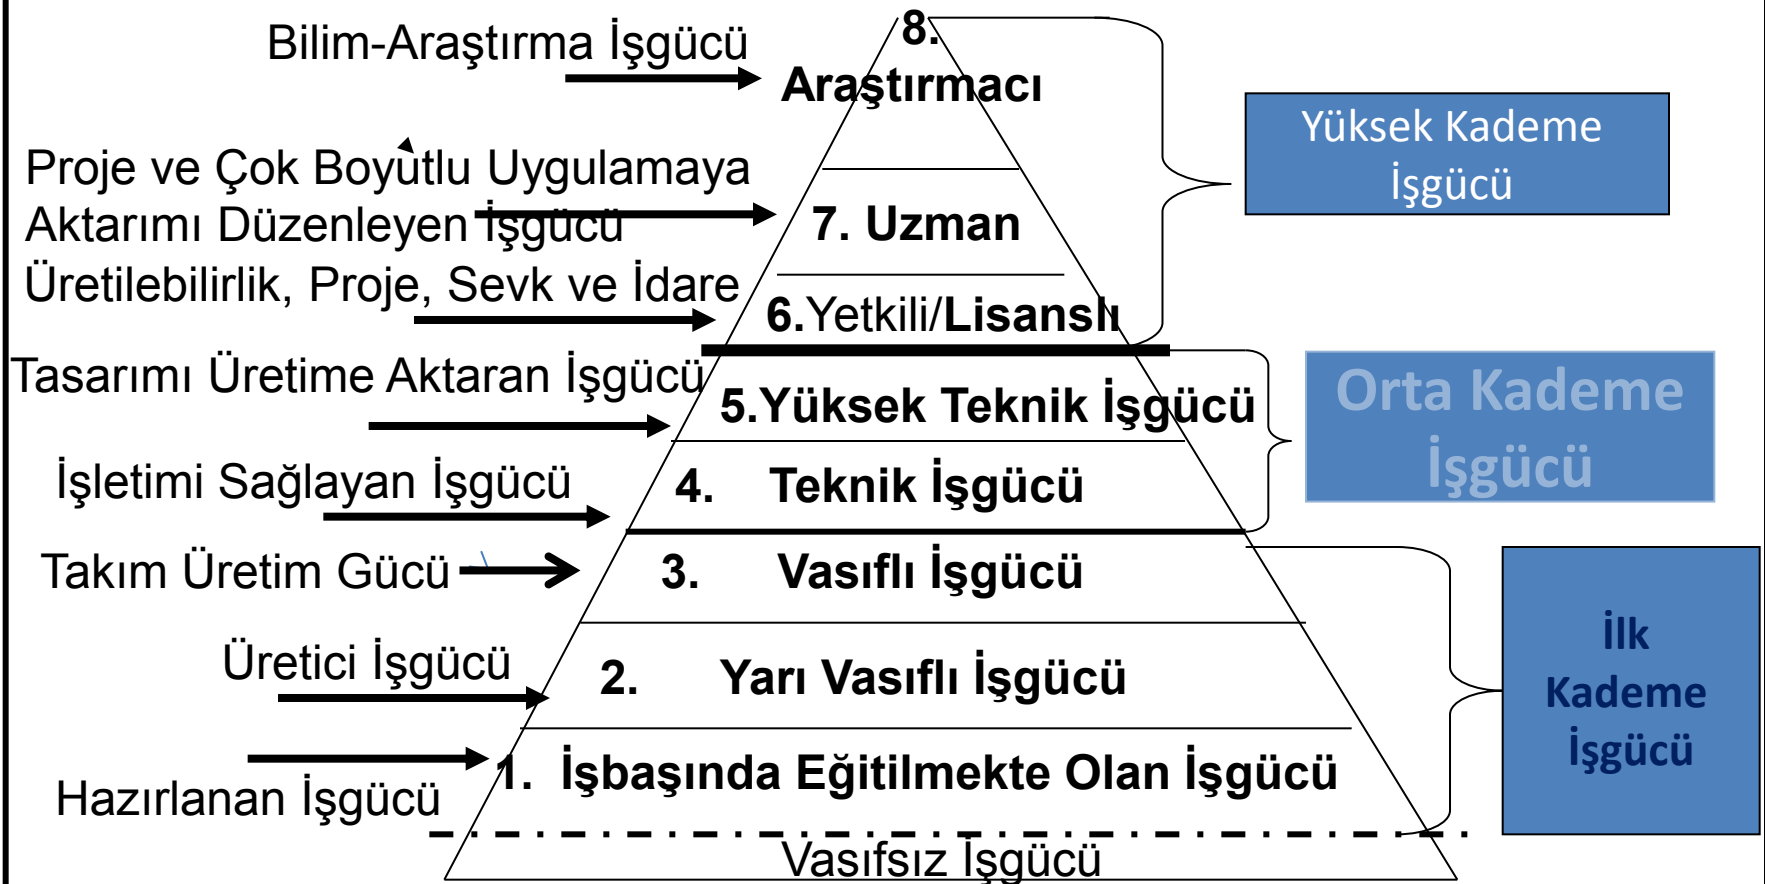 Bilim-Araştırma İşgücü
8.
Araştırmacı
Yüksek Kademe
İşgücü
Proje ve Çok Boyutlu Uygulamaya
Aktarımı Düzenleyen İşgücü
7. Uzman
Üretilebilirlik, Proje, Sevk ve İdare
6.Yetkili/Lisanslı
Tasarımı Üretime Aktaran İşgücü
5.Yüksek Teknik İşgücü
Orta Kademe
İşgücü
İşletimi Sağlayan İşgücü
4. Teknik İşgücü
Takım Üretim Gücü
3. Vasıflı İşgücü
Üretici İşgücü
2. Yarı Vasıflı İşgücü
İlk
Kademe
İşgücü
1. İşbaşında Eğitilmekte Olan İşgücü
Hazırlanan İşgücü
Vasıfsız İşgücü